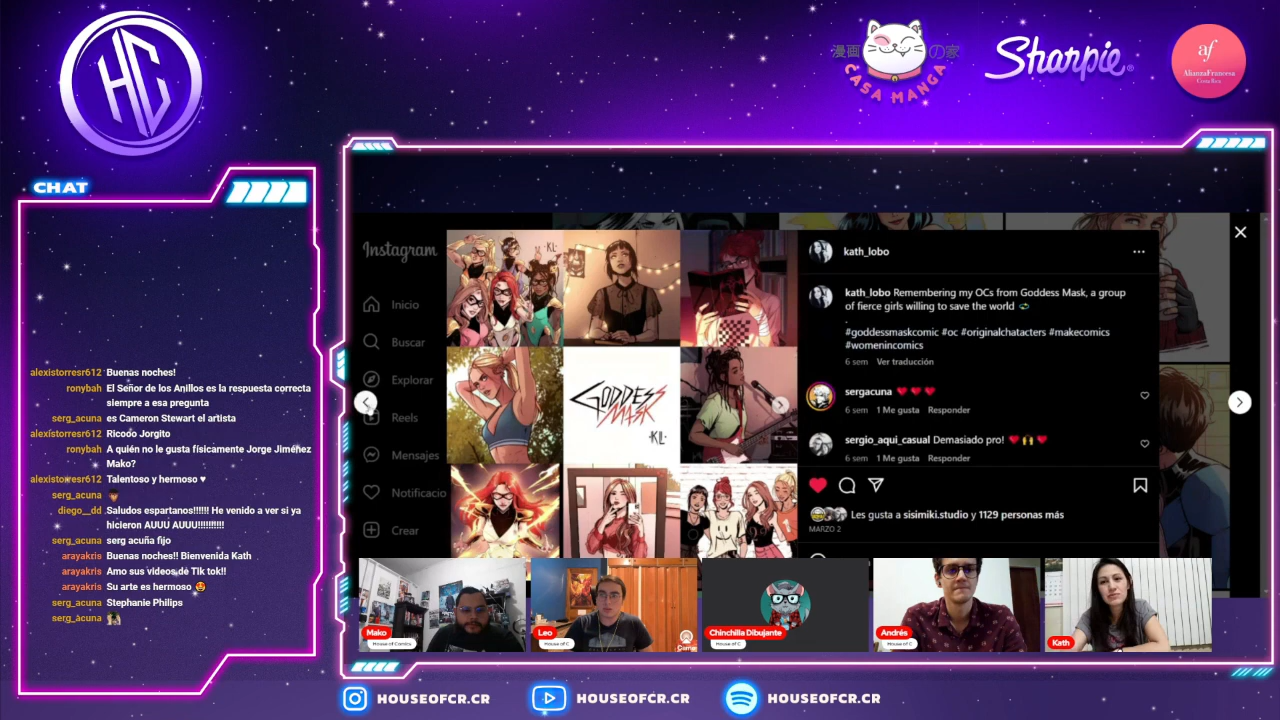 HC
漫画
の家
CASA MANGA
Sharpie®
af
AlianzaFrancesa
Costa Rica
CHAT
alexistorresr612 Buenas noches!
ronybah El Señor de los Anillos es la respuesta correcta
siempre a esa pregunta
serg_acuna es Cameron Stewart el artista
alexistorresr612 Ricodo Jorgito
ronybah A quién no le gusta físicamente Jorge Jiménez
Mako?
alexistorresr612 Talentoso y hermoso ♥
serg_acuna
diego__dd Saludos espartanos!!!!!! He venido a ver si ya
hicieron AUUU AUUU!!!!!!!!!!
serg_acuna serg acuña fijo
arayakris Buenas noches!! Bienvenida Kath
arayakris Amo sus videos de Tik tok!!
arayakris Su arte es hermoso 😍
serg_acuna Stephanie Philips
serg_acuna
Instagram
Inicio
Buscar
Explorar
Reels
Mensajes
Notificacio
Crear
KL
GODDESS
MASK
KL
kath_lobo
kath_lobo Remembering my OCs from Goddess Mask, a group
of fierce girls willing to save the world
.
#goddessmaskcomic #oc #originalchatacters #makecomics
#womenincomics
6 sem Ver traducción
sergacuna ❤️❤️❤️
6 sem 1 Me gusta Responder
sergio_aqui_casual Demasiado pro! ❤️🙌❤️
6 sem 1 Me gusta Responder
Les gusta a sisimiki.studio y 1129 personas más
MARZO 2
Mako
House of Comics
Leo
House of C
Chinchilla Dibujante
House of C
Andrés
House of C
Kath
HOUSEOFCR.CR
HOUSEOFCR.CR
HOUSEOFCR.CR